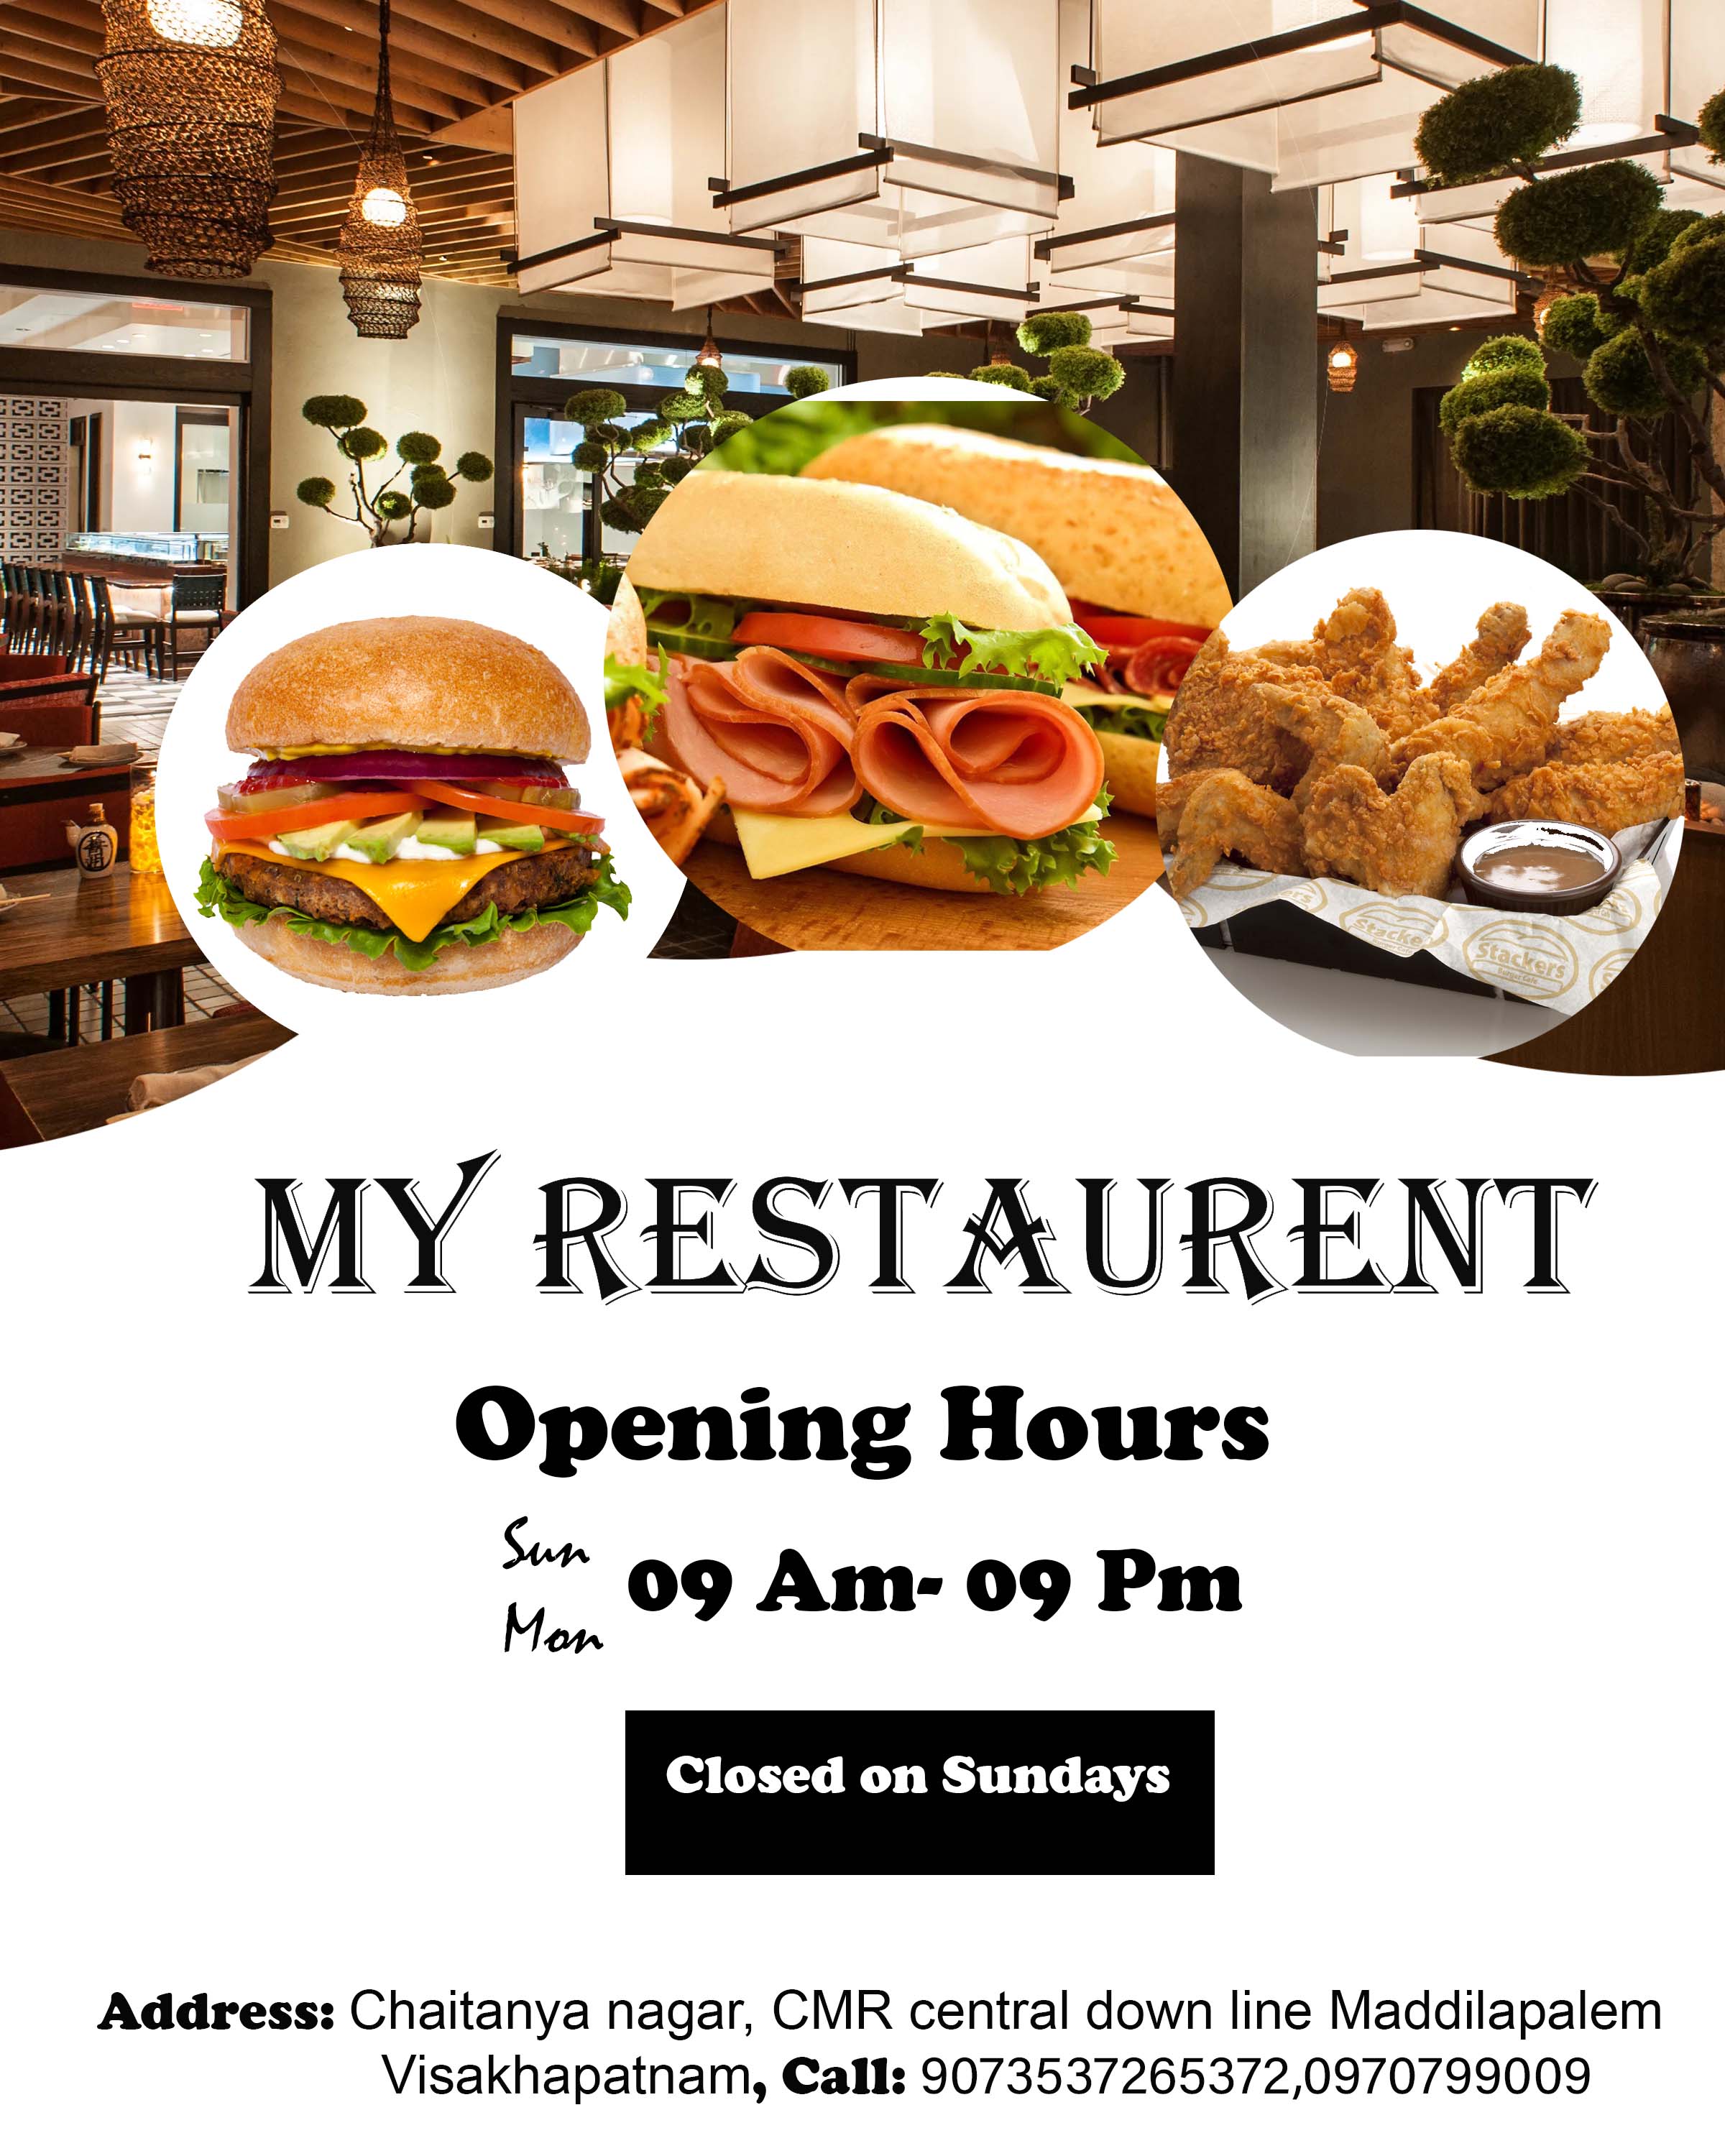 Stackers
MY RESTAURENT
Opening Hours
Sun
09 Am- 09 Pm
Mon
Closed on Sundays
Address: Chaitanya nagar, CMR central down line Maddilapalem
Visakhapatnam, Call: 9073537265372,0970799009